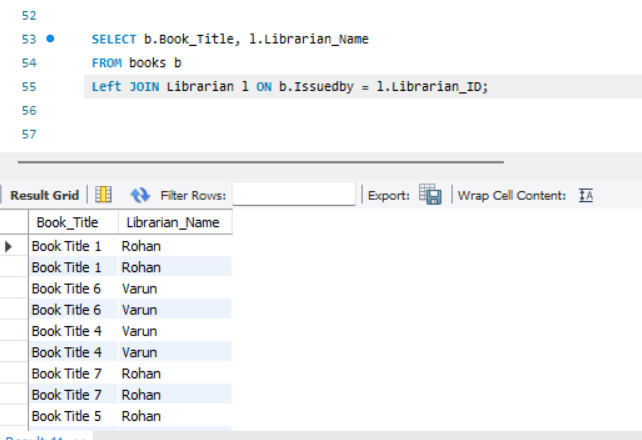 52
53 SELECT b.Book_Title, l.Librarian_Name
54 FROM books b
55 Left JOIN Librarian l ON b.Issuedby = l.Librarian_ID;
56
57
Result Grid Filter Rows: Export: Wrap Cell Content:
Book_Title Librarian_Name
Book Title 1 Rohan
Book Title 1 Rohan
Book Title 6 Varun
Book Title 6 Varun
Book Title 4 Varun
Book Title 4 Varun
Book Title 7 Rohan
Book Title 7 Rohan
Book Title 5 Rohan